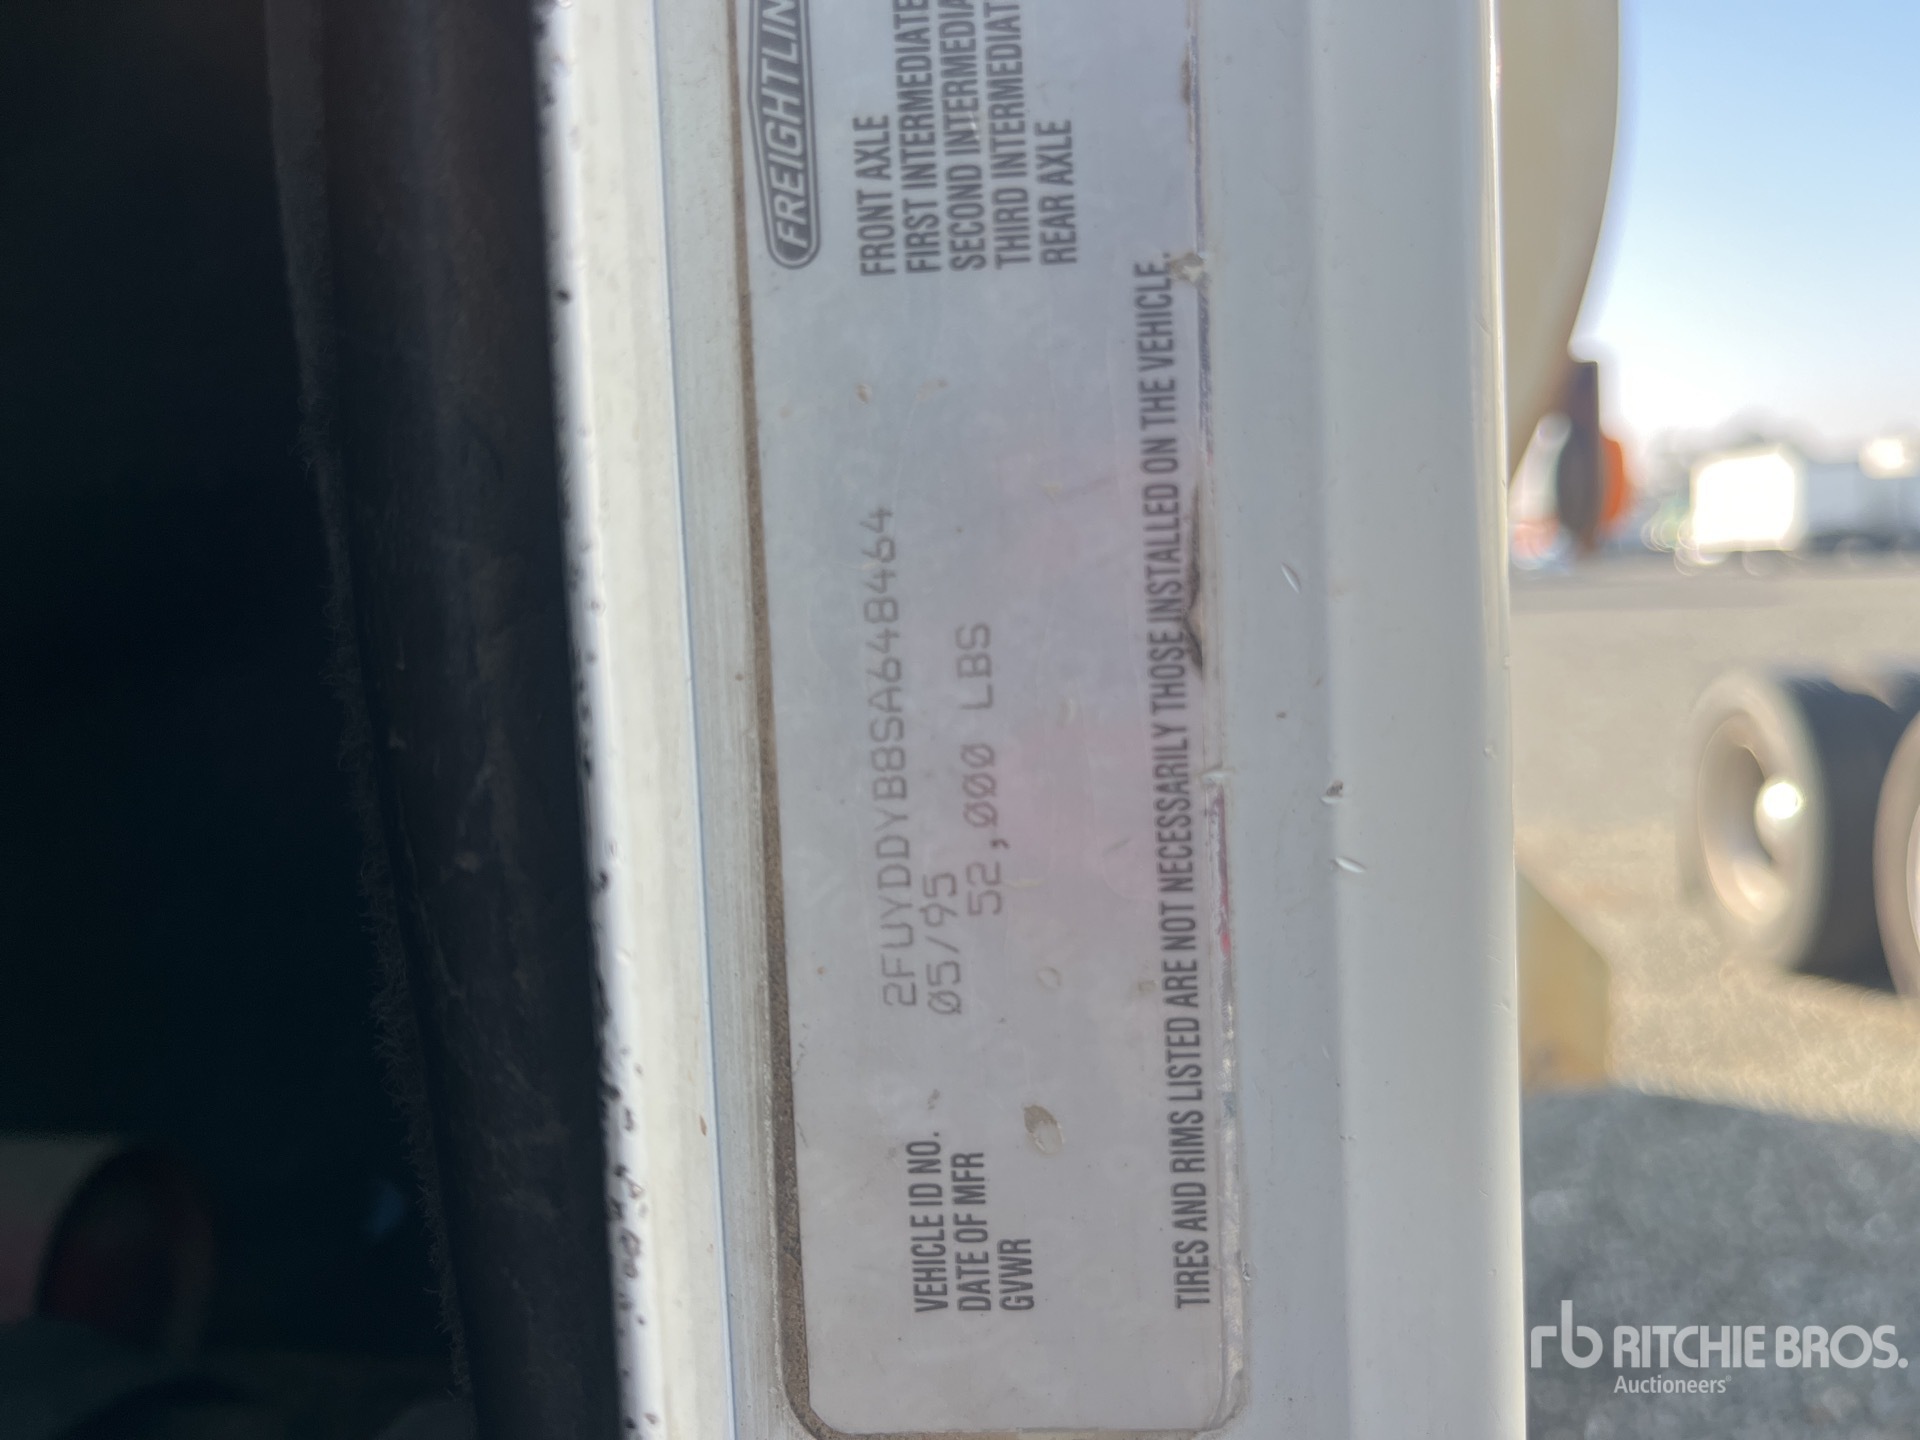 FREIGHTLIN
FRONT AXLE
FIRST INTERMEDIATE
SECOND INTERMEDIA
THIRD INTERMEDIAT
REAR AXLE
VEHICLE ID NO. 2FUYDDYB8SA648464
DATE OF MFR 05/95
GVWR 52,000 LBS
TIRES AND RIMS LISTED ARE NOT NECESSARILY THOSE INSTALLED ON THE VEHICLE.
rb RITCHIE BROS.
Auctioneers